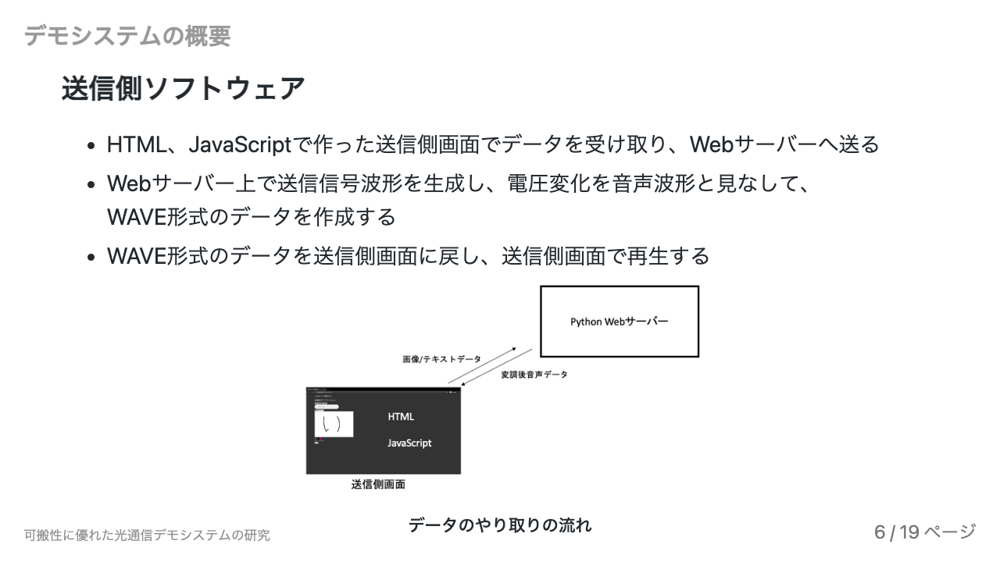 デモシステムの概要
送信側ソフトウェア
• HTML、JavaScriptで作った送信側画面でデータを受け取り、Webサーバーへ送る
• Webサーバー上で送信信号波形を生成し、電圧変化を音声波形と見なして、
WAVE形式のデータを作成する
• WAVE形式のデータを送信側画面に戻し、送信側画面で再生する
Python Webサーバー
画像/テキストデータ
変調後音声データ
HTML
い
JavaScript
送信側画面
データのやり取りの流れ
可搬性に優れた光通信デモシステムの研究
6 / 19 ページ